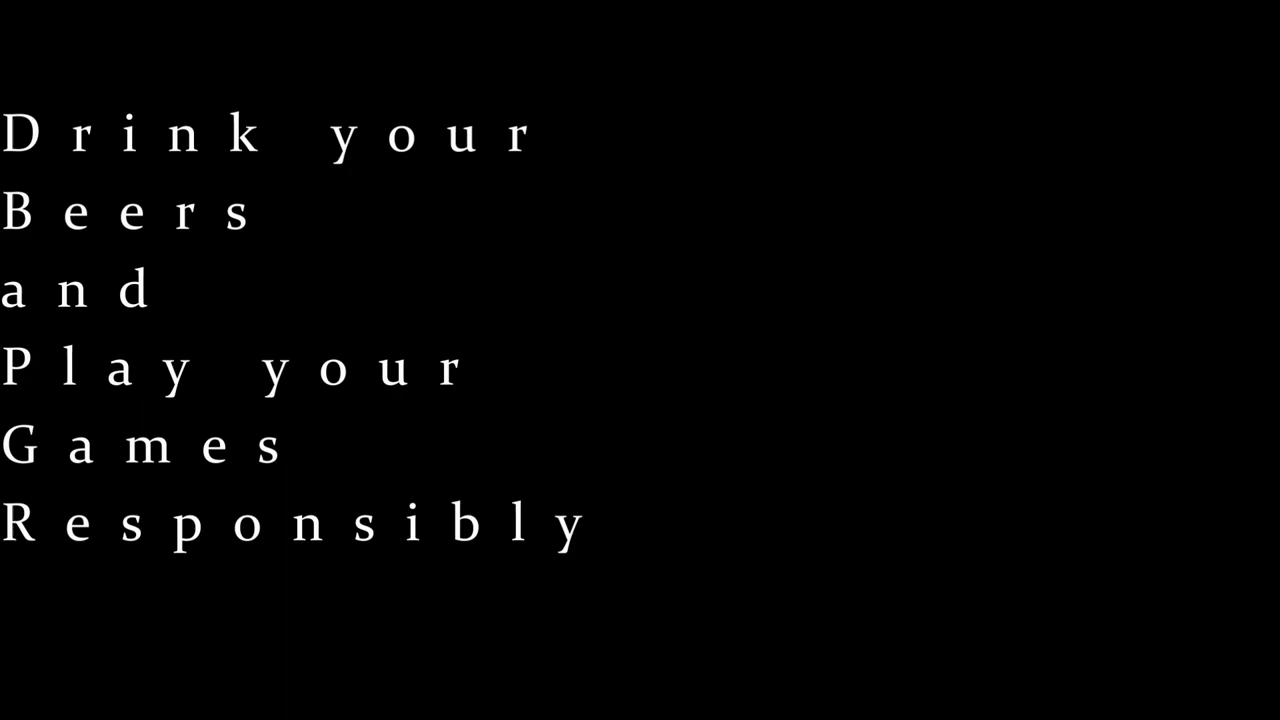 Drink your
Beers
and
Play your
Games
Responsibly